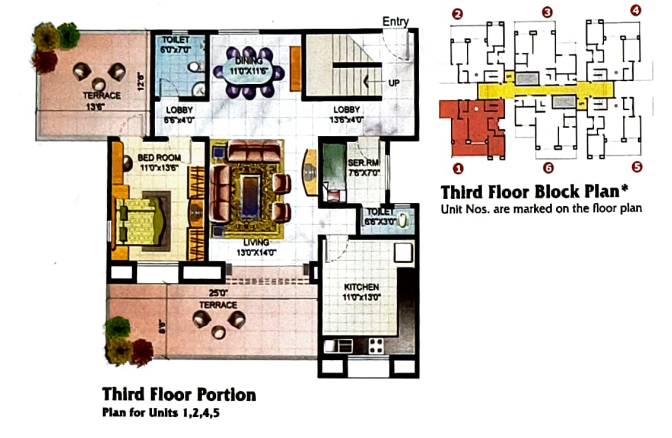 Entry
TOILET
6'0"x7'0"
DINING
11'0"X11'6"
12'6"
TERRACE
13'6"
UP
LOBBY
6'6"x4'0"
LOBBY
13'6"x4'0"
BED ROOM
11'0"x13'6"
SER.RM
7'6"X7'0"
TOILET
6'6"X3'0"
LIVING
13'0"X14'0"
25'0"
TERRACE
8'6"
KITCHEN
11'0"x13'0"
Third Floor Portion
Plan for Units 1,2,4,5
2
3
4
1
6
5
Third Floor Block Plan*
Unit Nos. are marked on the floor plan